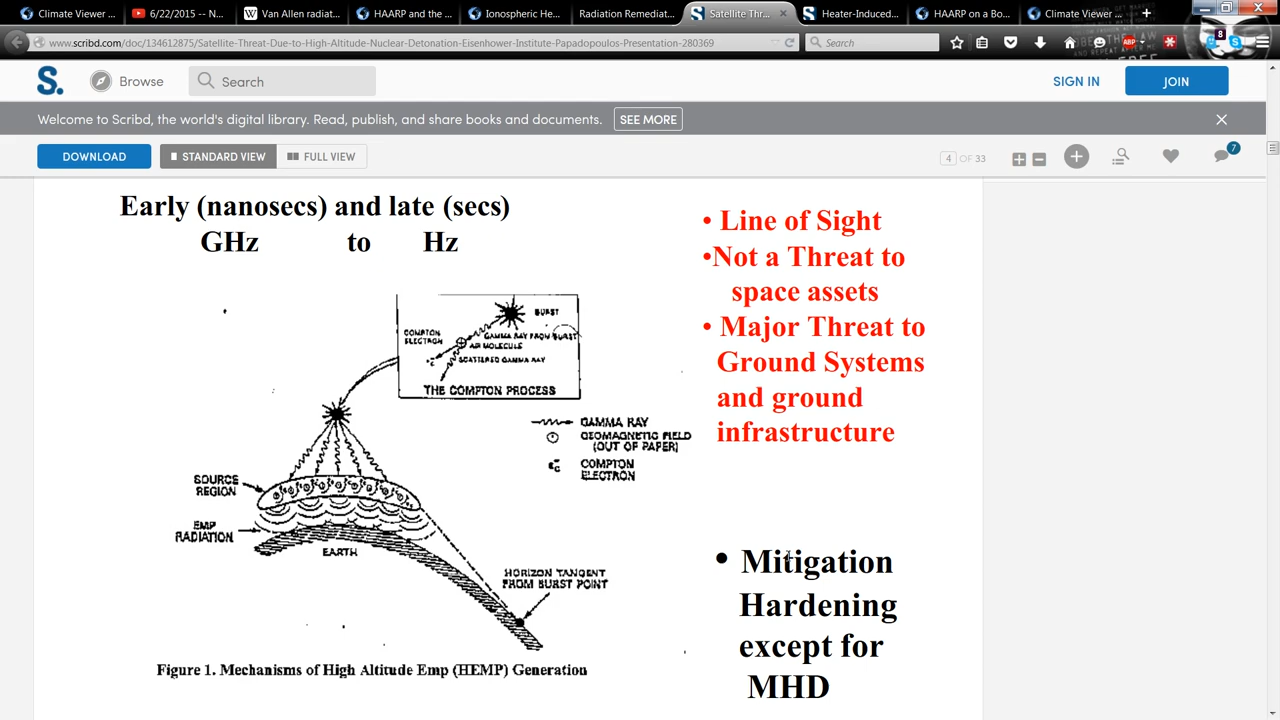 Climate Viewer ...
6/22/2015 -- N...
Van Allen radiat...
HAARP and the ...
Ionospheric He...
Radiation Remediat...
Satellite Thr...
Heater-Induced...
HAARP on a Bo...
Climate Viewer ...
www.scribd.com/doc/134612875/Satellite-Threat-Due-to-High-Altitude-Nuclear-Detonation-Eisenhower-Institute-Papadopoulos-Presentation-280369
Search
ABP
8
S.
Browse
Search
SIGN IN
JOIN
Welcome to Scribd, the world's digital library. Read, publish, and share books and documents.
SEE MORE
DOWNLOAD
STANDARD VIEW
FULL VIEW
4 OF 33
7
Early (nanosecs) and late (secs)
GHz to Hz
• Line of Sight
•Not a Threat to
space assets
• Major Threat to
Ground Systems
and ground
infrastructure
• Mitigation
Hardening
except for
MHD
BURST
COMPTON
ELECTRON
GAMMA RAY FROM BURST
AIR MOLECULE
SCATTERED GAMMA RAY
THE COMPTON PROCESS
GAMMA RAY
GEOMAGNETIC FIELD
(OUT OF PAPER)
COMPTON
ELECTRON
SOURCE
REGION
EMP
RADIATION
EARTH
HORIZON TANGENT
FROM BURST POINT
Figure 1. Mechanisms of High Altitude Emp (HEMP) Generation